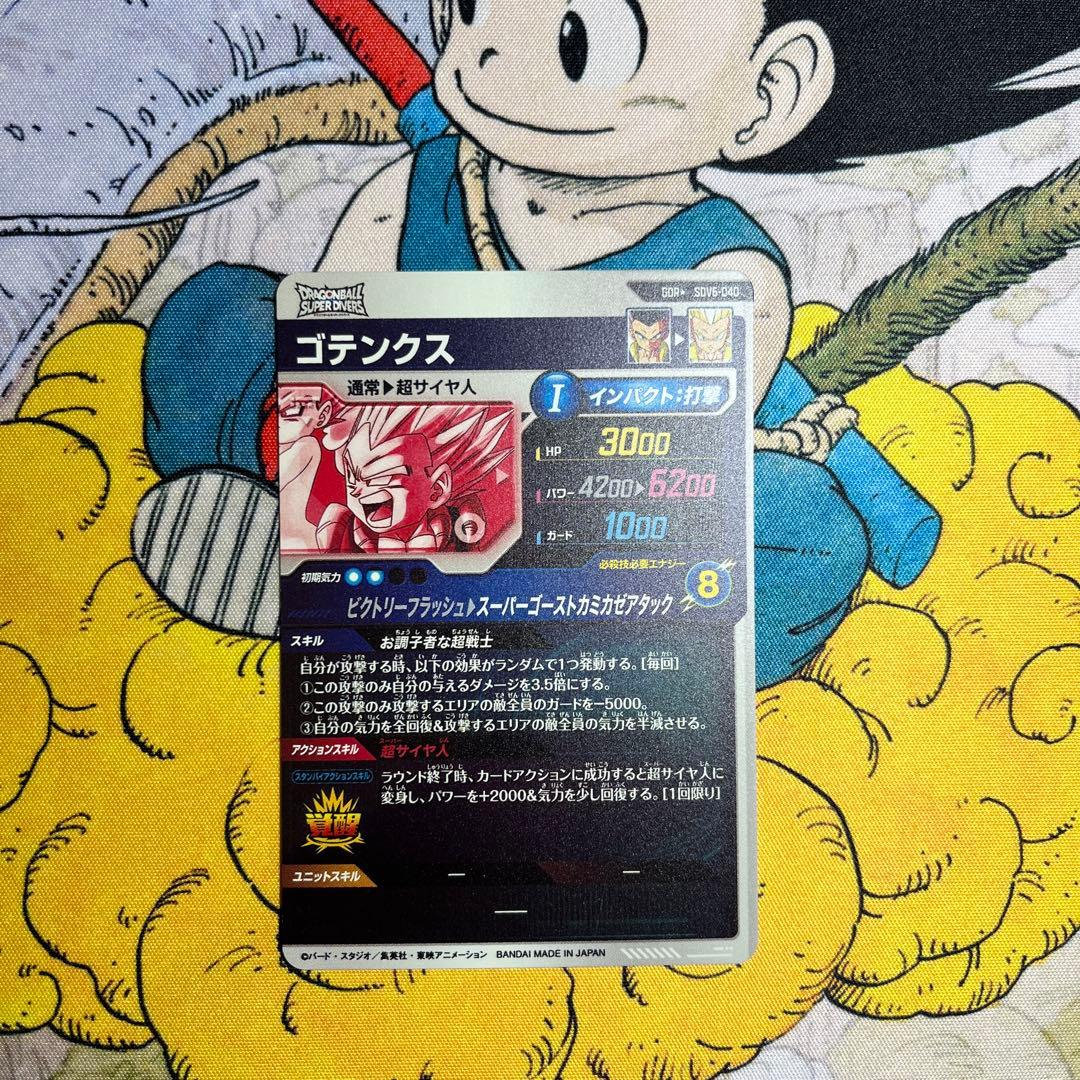 DRAGONBALL
SUPER DIVERS
GDR▶ SDV6-040
ゴテンクス
通常▶超サイヤ人
I インパクト:打撃
HP 3000
パワー 4200▶6200
ガード 1000
必殺技必要エナジー
8
初期気力
ビクトリーフラッシュ▶スーパーゴーストカミカゼアタック
スキル お調子者な超戦士
自分が攻撃する時、以下の効果がランダムで1つ発動する。[毎回]
①この攻撃のみ自分の与えるダメージを3.5倍にする。
②この攻撃のみ攻撃するエリアの敵全員のガードを-5000。
③自分の気力を全回復&攻撃するエリアの敵全員の気力を半減させる。
アクションスキル 超サイヤ人
スタンバイアクションスキル
ラウンド終了時、カードアクションに成功すると超サイヤ人に
変身し、パワーを+2000&気力を少し回復する。[1回限り]
覚醒
ユニットスキル ー ー
ー
©バード・スタジオ/集英社・東映アニメーション BANDAI MADE IN JAPAN